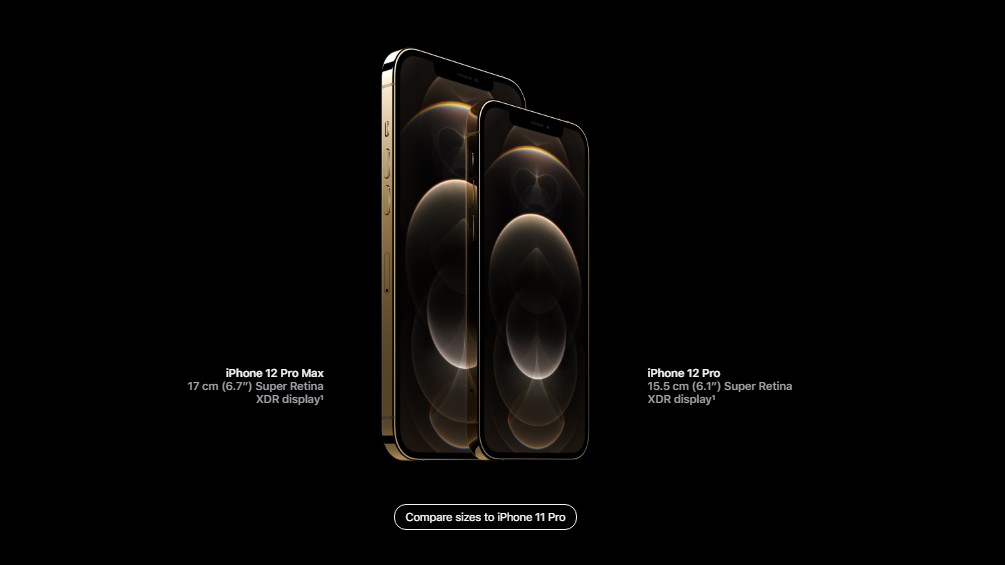 iPhone 12 Pro Max
17 cm (6.7″) Super Retina
XDR display¹
iPhone 12 Pro
15.5 cm (6.1″) Super Retina
XDR display¹
Compare sizes to iPhone 11 Pro